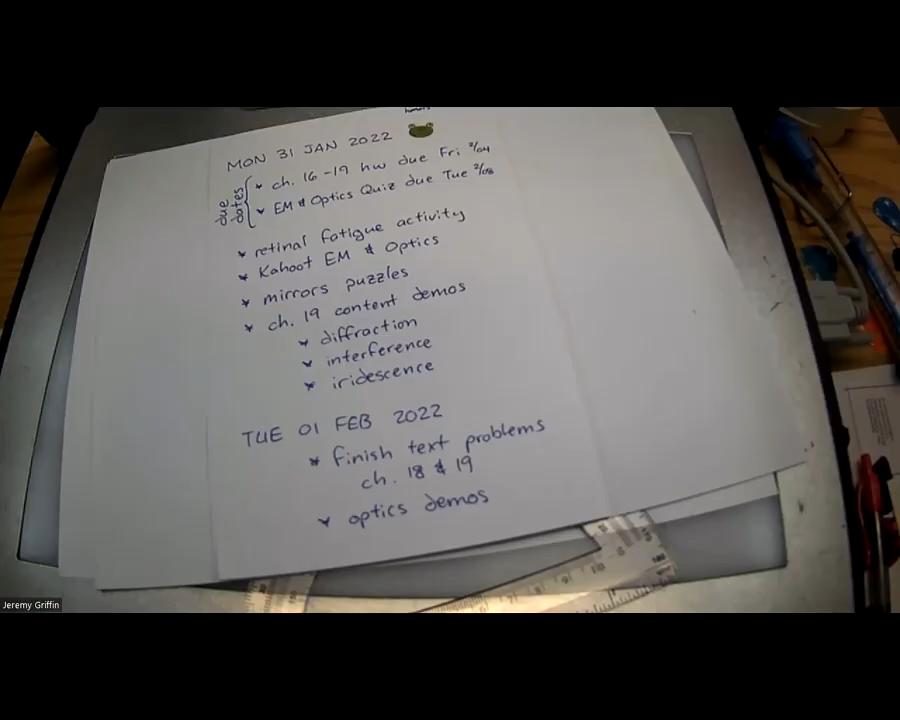 MON 31 JAN 2022
due dates
* ch. 16-19 hw due Fri 2/04
* EM & Optics Quiz due Tue 2/08
* retinal fatigue activity
* Kahoot EM & Optics
* mirrors puzzles
* ch. 19 content demos
* diffraction
* interference
* iridescence
TUE 01 FEB 2022
* finish text problems
ch. 18 & 19
* optics demos
Jeremy Griffin